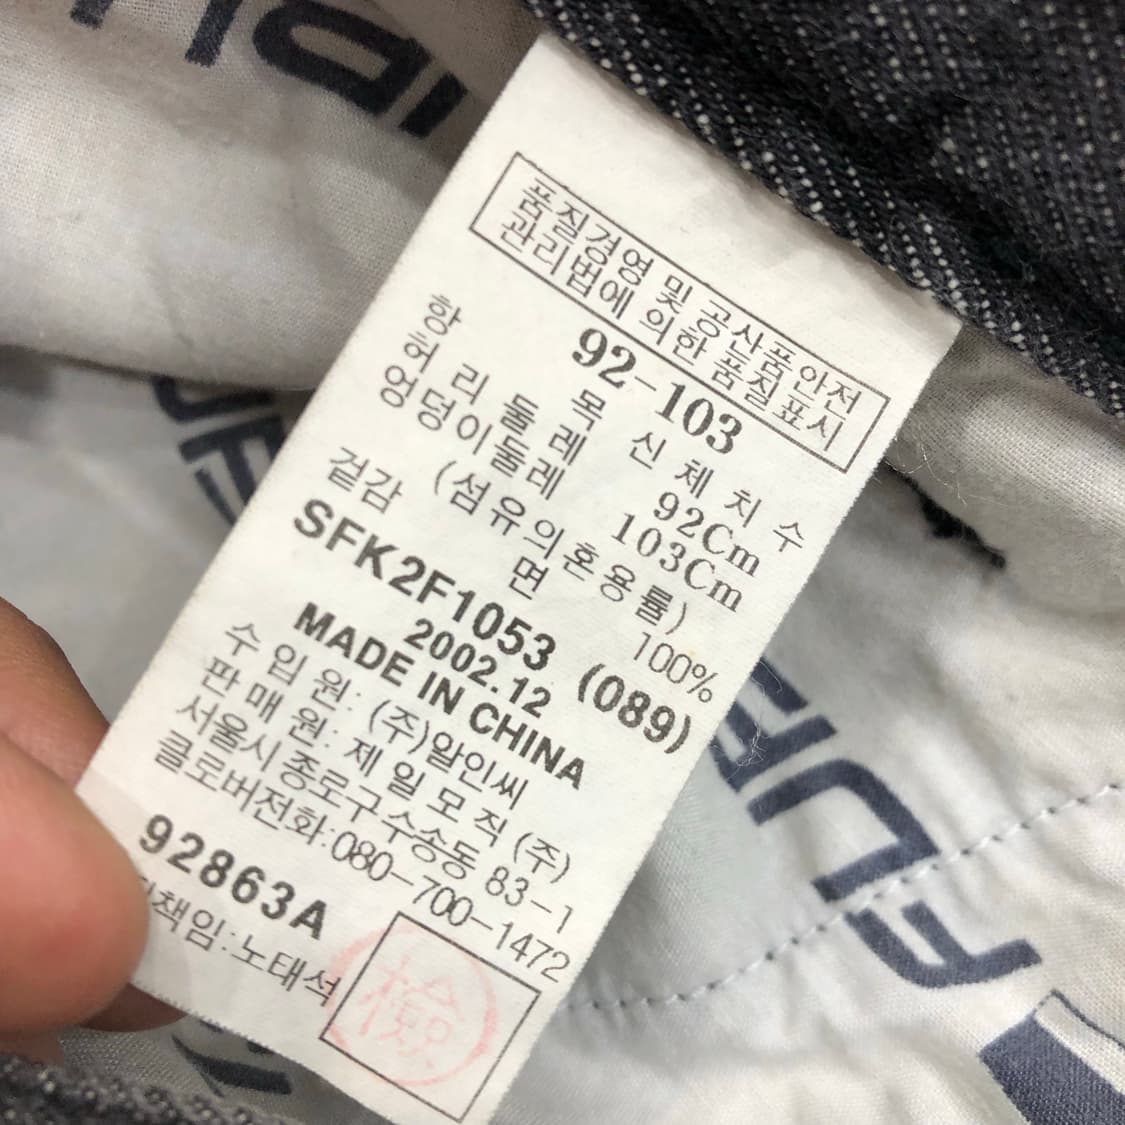 품질경영 및 공산품안전
관리법에 의한 품질표시
92-103
항 목 신 체 치 수
허 리 둘 레 92Cm
엉덩이둘레 103Cm
(섬유의혼용률)
겉감 면 100%
SFK2F1053 (089)
2002.12
MADE IN CHINA
수 입 원: (주)암인씨
판 매 원: 제 일 모 직 (주)
서울시종로구수송동 83-1
클로버전화:080-700-1472
92863A
책임:노태석
檢